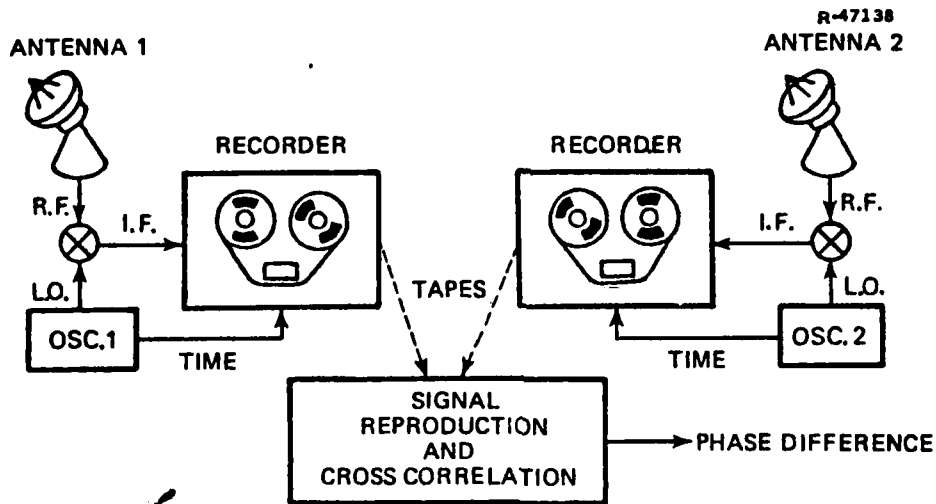 R-47138
ANTENNA 1
ANTENNA 2
RECORDER
RECORDER
R.F.
I.F.
I.F.
R.F.
L.O.
TAPES
L.O.
OSC.1
TIME
TIME
OSC.2
SIGNAL
REPRODUCTION
AND
CROSS CORRELATION
PHASE DIFFERENCE